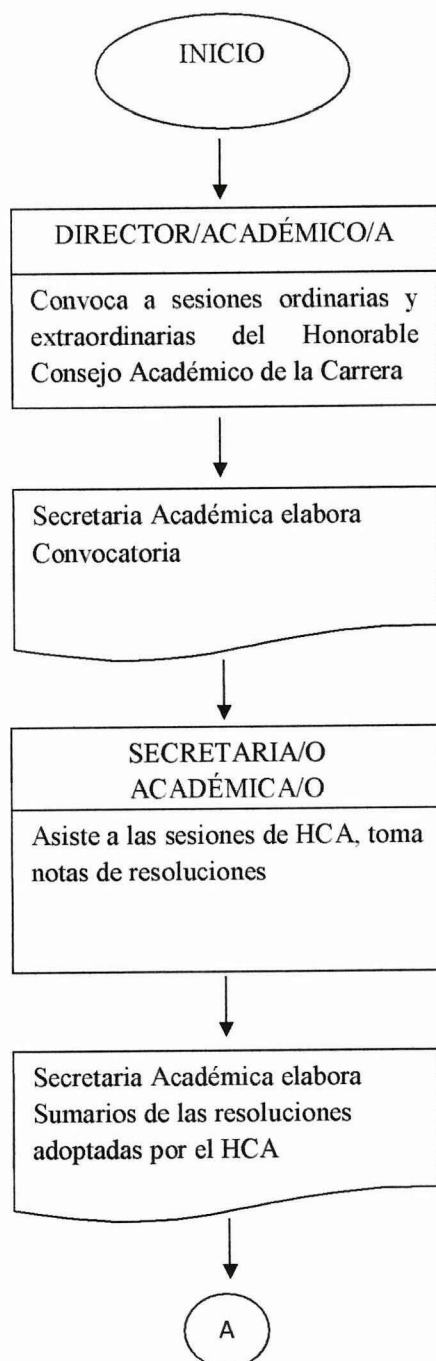 INICIO
DIRECTOR/ACADÉMICO/A
Convoca a sesiones ordinarias y
extraordinarias del Honorable
Consejo Académico de la Carrera
Secretaria Académica elabora
Convocatoria
SECRETARIA/O
ACADÉMICA/O
Asiste a las sesiones de HCA, toma
notas de resoluciones
Secretaria Académica elabora
Sumarios de las resoluciones
adoptadas por el HCA
A